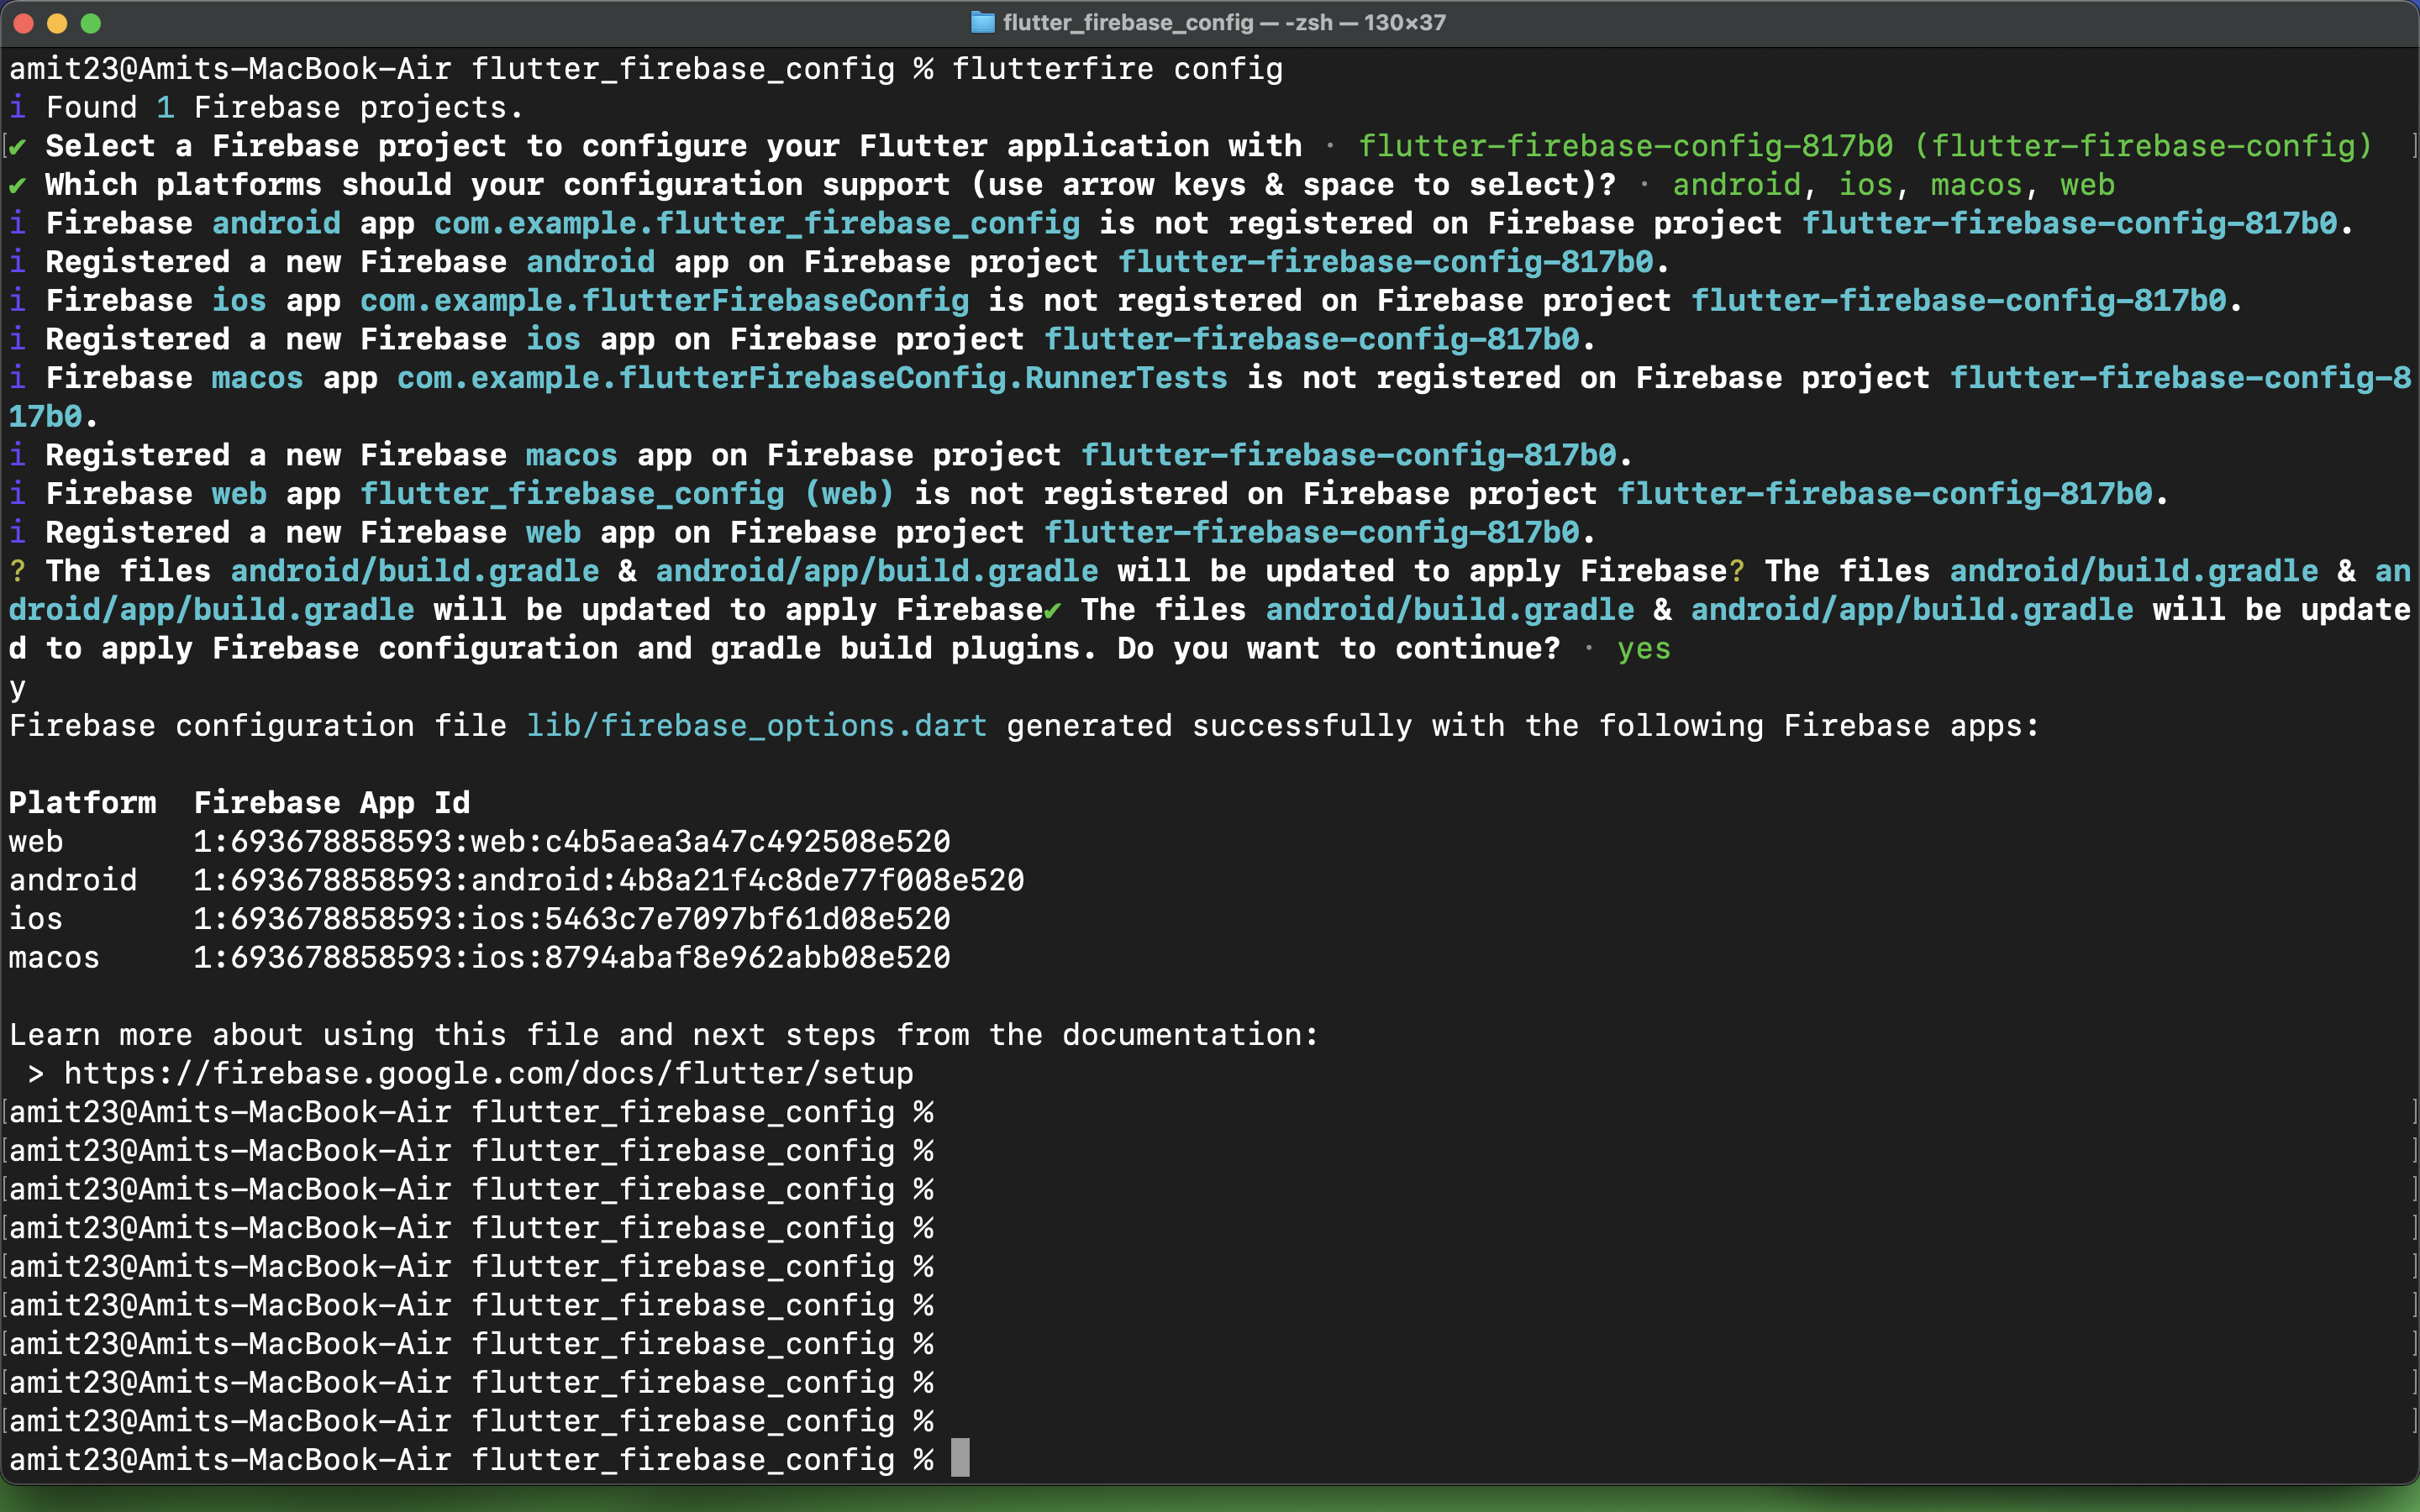 flutter_firebase_config — -zsh — 130×37
amit23@Amits-MacBook-Air flutter_firebase_config % flutterfire config
i Found 1 Firebase projects.
[✔ Select a Firebase project to configure your Flutter application with · flutter-firebase-config-817b0 (flutter-firebase-config) ]
✔ Which platforms should your configuration support (use arrow keys & space to select)? · android, ios, macos, web
i Firebase android app com.example.flutter_firebase_config is not registered on Firebase project flutter-firebase-config-817b0.
i Registered a new Firebase android app on Firebase project flutter-firebase-config-817b0.
i Firebase ios app com.example.flutterFirebaseConfig is not registered on Firebase project flutter-firebase-config-817b0.
i Registered a new Firebase ios app on Firebase project flutter-firebase-config-817b0.
i Firebase macos app com.example.flutterFirebaseConfig.RunnerTests is not registered on Firebase project flutter-firebase-config-8
17b0.
i Registered a new Firebase macos app on Firebase project flutter-firebase-config-817b0.
i Firebase web app flutter_firebase_config (web) is not registered on Firebase project flutter-firebase-config-817b0.
i Registered a new Firebase web app on Firebase project flutter-firebase-config-817b0.
? The files android/build.gradle & android/app/build.gradle will be updated to apply Firebase? The files android/build.gradle & an
droid/app/build.gradle will be updated to apply Firebase✔ The files android/build.gradle & android/app/build.gradle will be update
d to apply Firebase configuration and gradle build plugins. Do you want to continue? · yes
y
Firebase configuration file lib/firebase_options.dart generated successfully with the following Firebase apps:
Platform  Firebase App Id
web       1:693678858593:web:c4b5aea3a47c492508e520
android   1:693678858593:android:4b8a21f4c8de77f008e520
ios       1:693678858593:ios:5463c7e7097bf61d08e520
macos     1:693678858593:ios:8794abaf8e962abb08e520
Learn more about using this file and next steps from the documentation:
 > https://firebase.google.com/docs/flutter/setup
[amit23@Amits-MacBook-Air flutter_firebase_config % ]
[amit23@Amits-MacBook-Air flutter_firebase_config % ]
[amit23@Amits-MacBook-Air flutter_firebase_config % ]
[amit23@Amits-MacBook-Air flutter_firebase_config % ]
[amit23@Amits-MacBook-Air flutter_firebase_config % ]
[amit23@Amits-MacBook-Air flutter_firebase_config % ]
[amit23@Amits-MacBook-Air flutter_firebase_config % ]
[amit23@Amits-MacBook-Air flutter_firebase_config % ]
[amit23@Amits-MacBook-Air flutter_firebase_config % ]
amit23@Amits-MacBook-Air flutter_firebase_config %